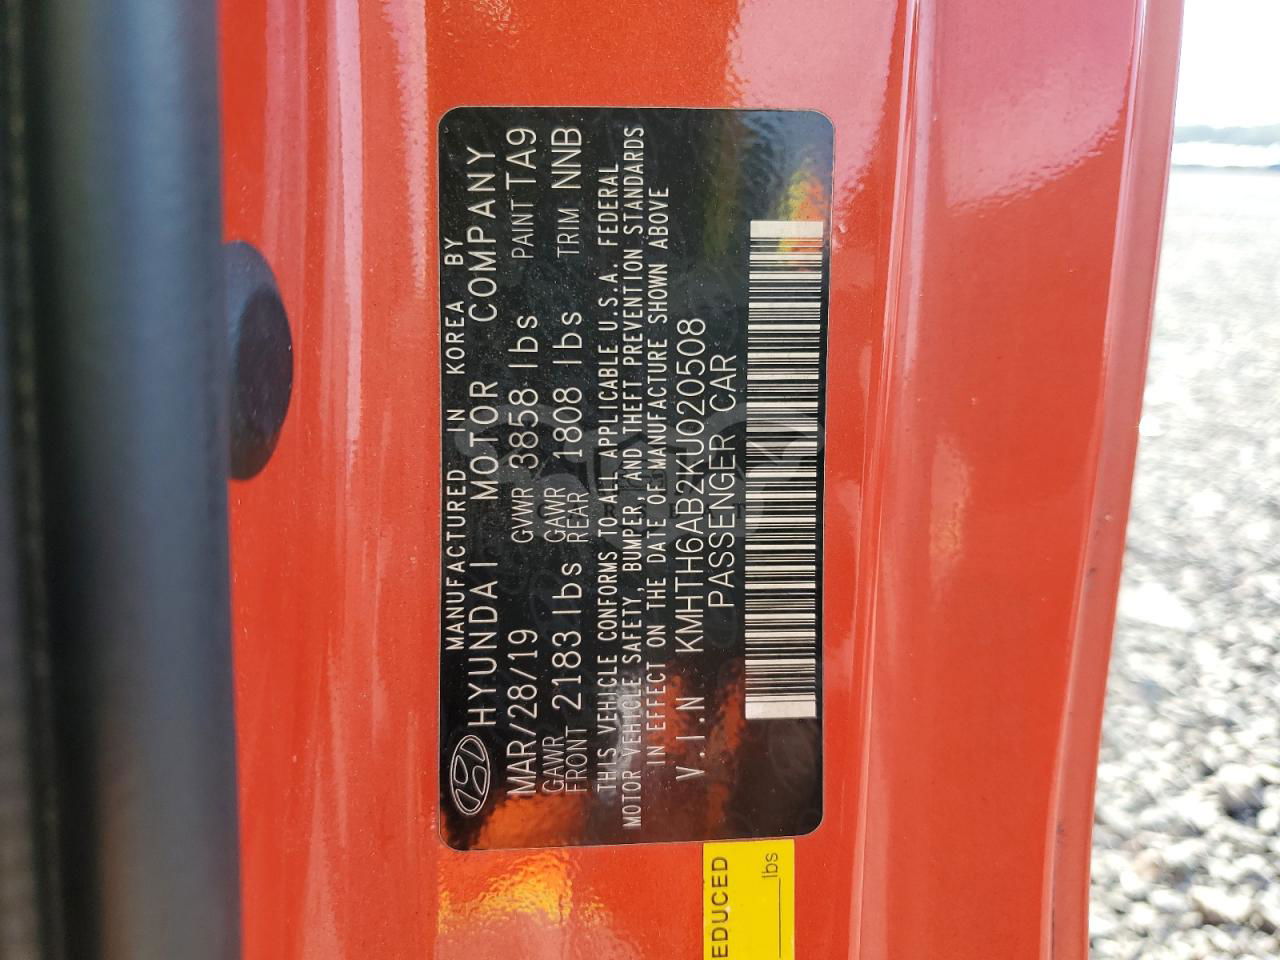 MANUFACTURED IN KOREA BY
HYUNDAI MOTOR COMPANY
MAR/28/19 GVWR 3858 lbs PAINT TA9
GAWR FRONT 2183 lbs GAWR REAR 1808 lbs TRIM NNB
THIS VEHICLE CONFORMS TO ALL APPLICABLE U.S.A. FEDERAL
MOTOR VEHICLE SAFETY, BUMPER, AND THEFT PREVENTION STANDARDS
IN EFFECT ON THE DATE OF MANUFACTURE SHOWN ABOVE
V.I.N KMHTH6AB2KU020508
PASSENGER CAR
EDUCED
lbs